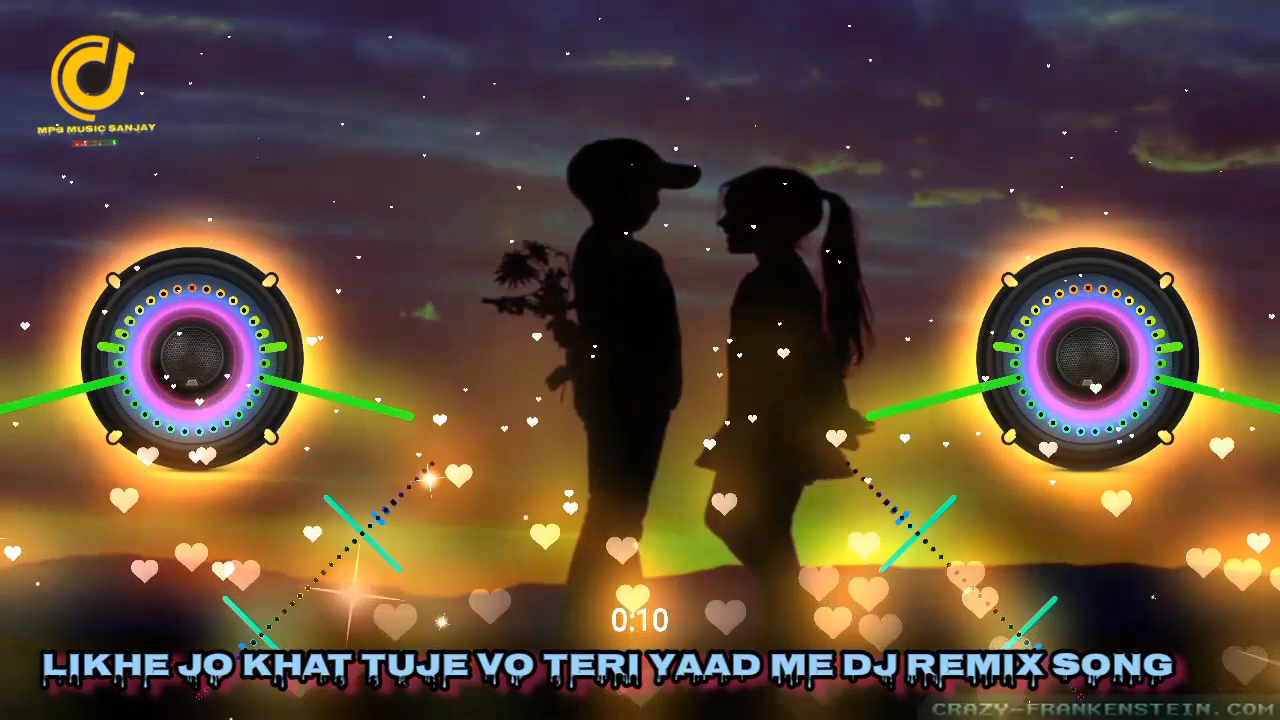 MP3 MUSIC SANJAY
0:10
LIKHE JO KHAT TUJE VO TERI YAAD ME DJ REMIX SONG
CRAZY-FRANKENSTEIN.COM